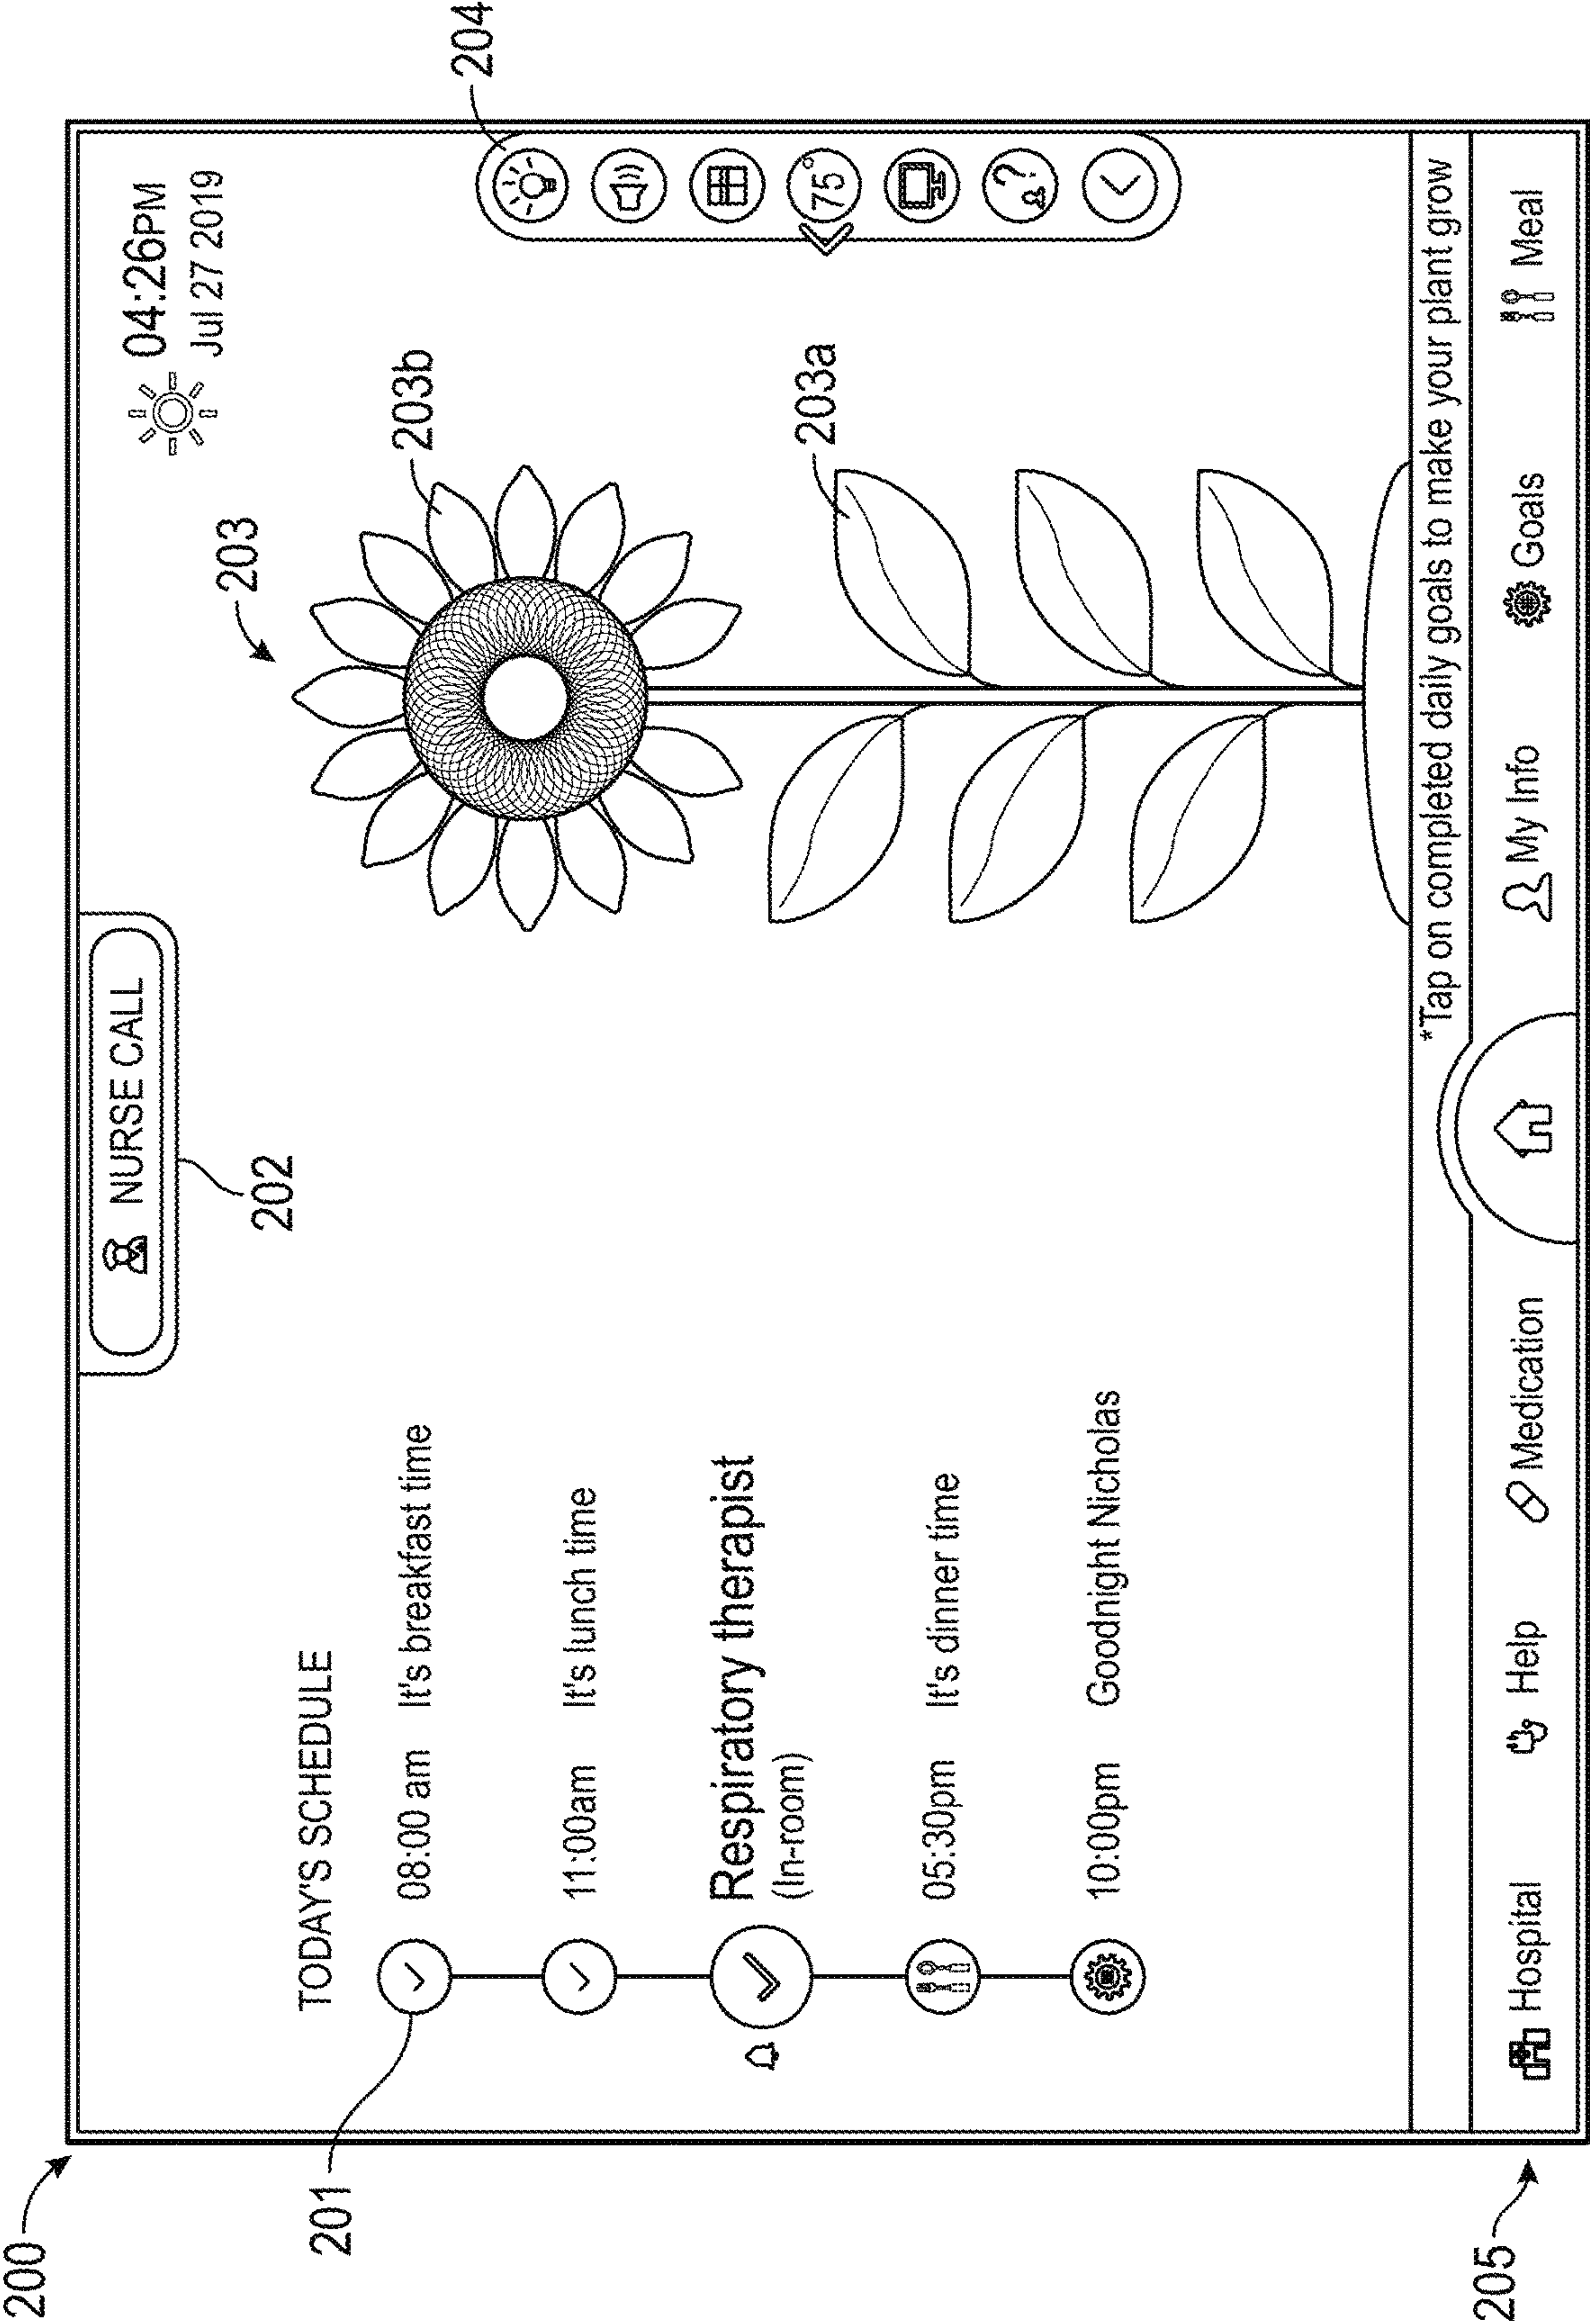 200
204
NURSE CALL
202
04:26PM
Jul 27 2019
TODAY'S SCHEDULE
201
08:00 am It's breakfast time
11:00am It's lunch time
Respiratory therapist
(In-room)
05:30pm It's dinner time
10:00pm Goodnight Nicholas
203
203b
203a
75°
?
*Tap on completed daily goals to make your plant grow
Hospital Help Medication My Info Goals Meal
205